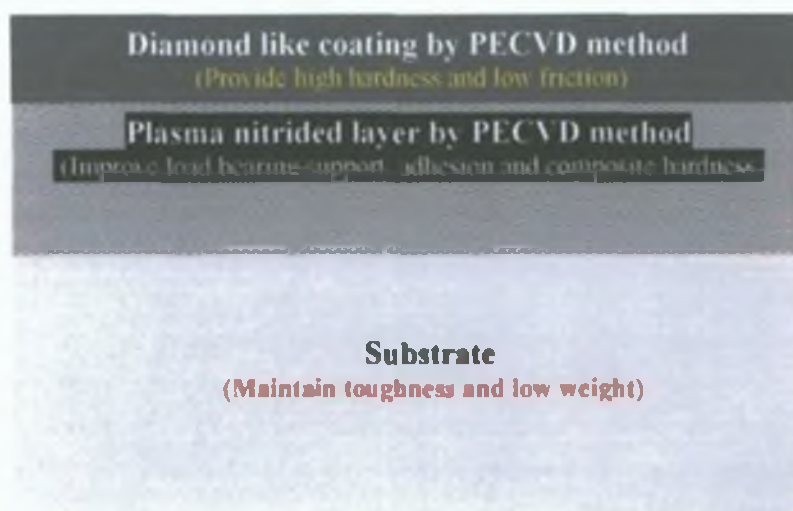 Diamond like coating by PECVD method
(Provide high hardness and low friction)
Plasma nitrided layer by PECVD method
(Improve load bearing support, adhesion and composite hardness
Substrate
(Maintain toughness and low weight)